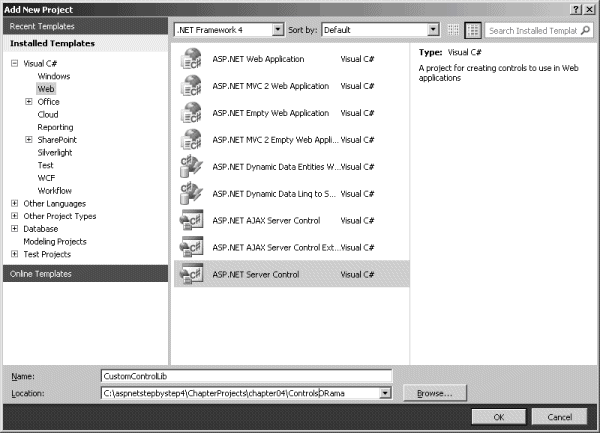 Add New Project
Recent Templates
Installed Templates
Visual C#
Windows
Web
Office
Cloud
Reporting
SharePoint
Silverlight
Test
WCF
Workflow
Other Languages
Other Project Types
Database
Modeling Projects
Test Projects
Online Templates
.NET Framework 4 Sort by: Default Search Installed Templat
ASP.NET Web Application Visual C#
ASP.NET MVC 2 Web Application Visual C#
ASP.NET Empty Web Application Visual C#
ASP.NET MVC 2 Empty Web Appli... Visual C#
ASP.NET Dynamic Data Entities W... Visual C#
ASP.NET Dynamic Data Linq to S... Visual C#
ASP.NET AJAX Server Control Visual C#
ASP.NET AJAX Server Control Ext... Visual C#
ASP.NET Server Control Visual C#
Type: Visual C#
A project for creating controls to use in Web
applications
Name: CustomControlLib
Location: C:\aspnetstepbystep4\ChapterProjects\chapter04\ControlsORama Browse...
OK Cancel